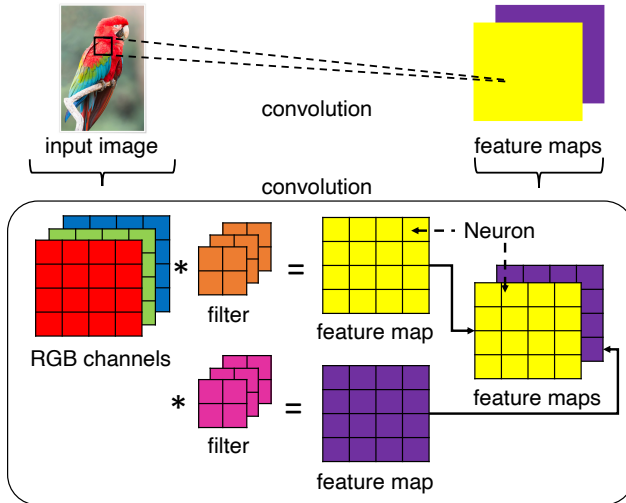 convolution
input image
feature maps
convolution
* = Neuron
filter
feature map
RGB channels
* =
feature maps
filter
feature map